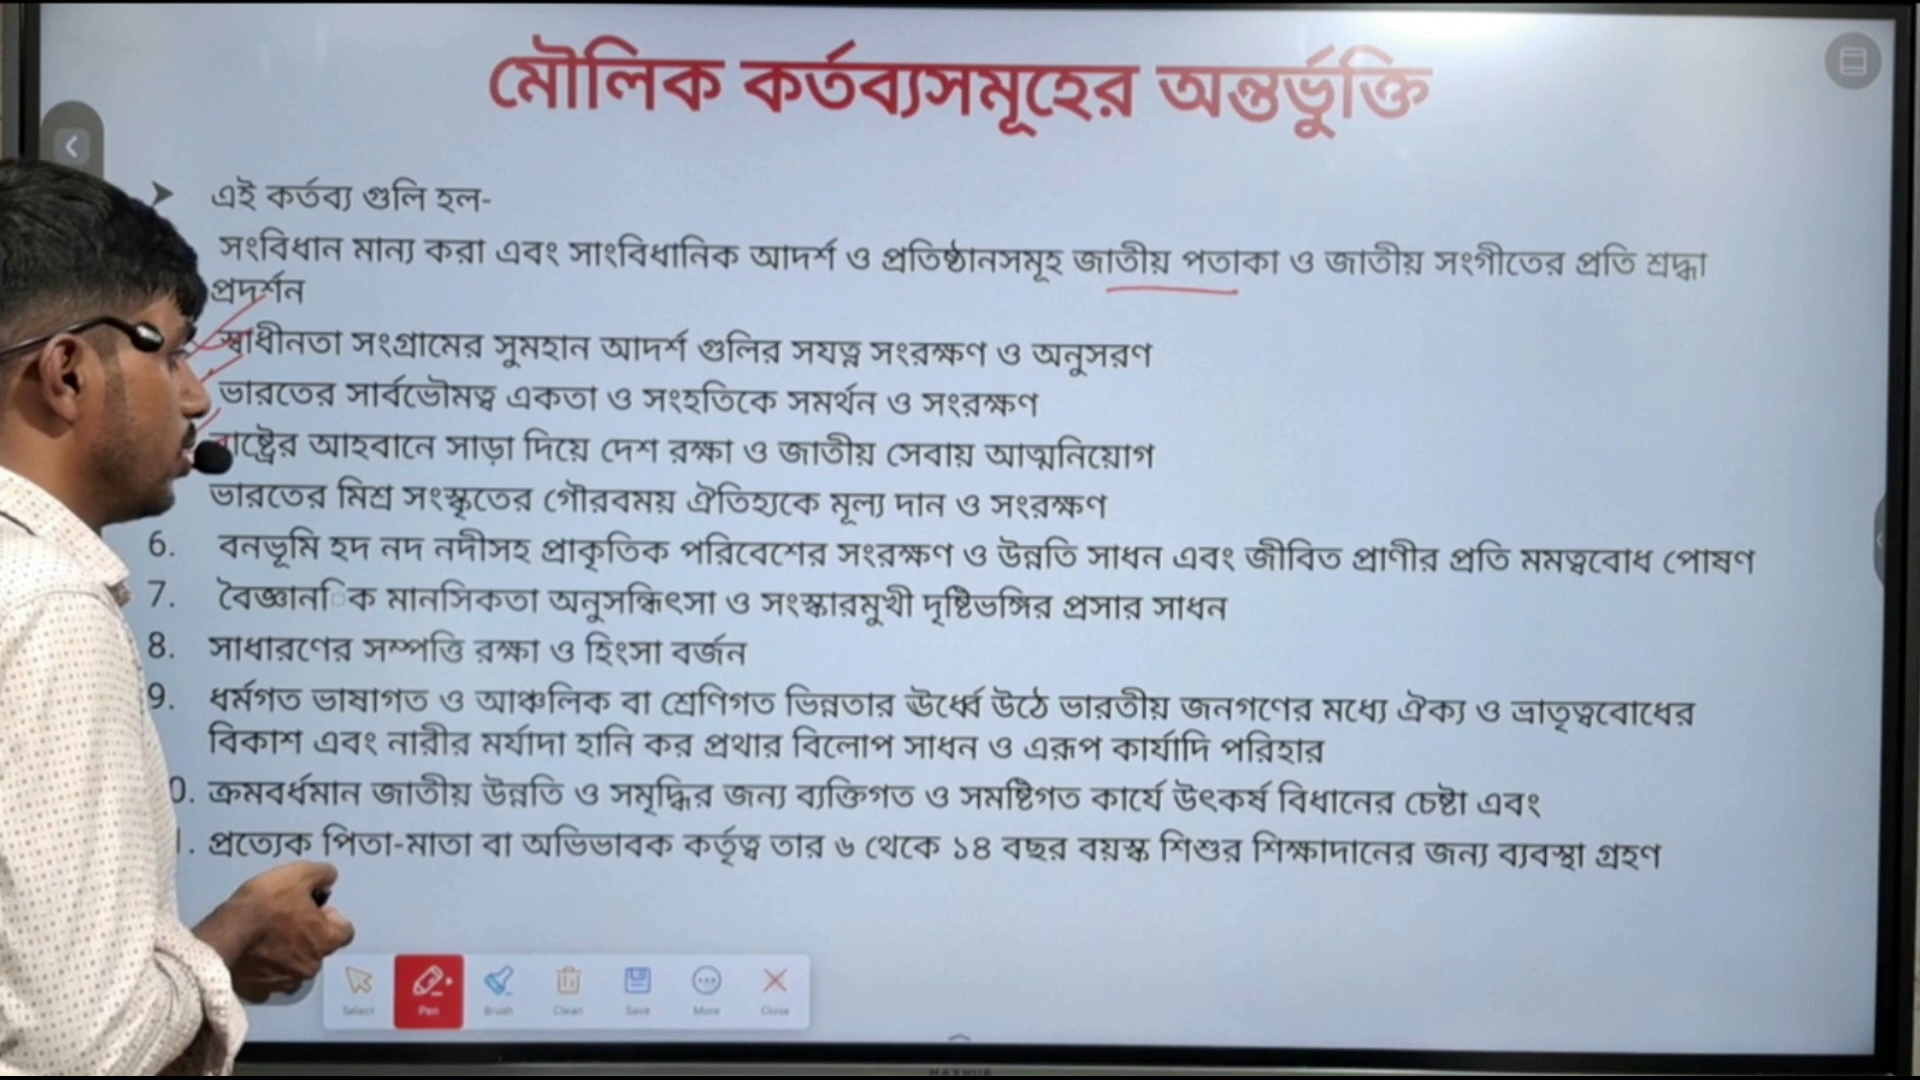 মৌলিক কর্তব্যসমূহের অন্তর্ভুক্তি
এই কর্তব্য গুলি হল-
সংবিধান মান্য করা এবং সাংবিধানিক আদর্শ ও প্রতিষ্ঠানসমূহ জাতীয় পতাকা ও জাতীয় সংগীতের প্রতি শ্রদ্ধা
প্রদর্শন
স্বাধীনতা সংগ্রামের সুমহান আদর্শ গুলির সযত্ন সংরক্ষণ ও অনুসরণ
ভারতের সার্বভৌমত্ব একতা ও সংহতিকে সমর্থন ও সংরক্ষণ
রাষ্ট্রের আহবানে সাড়া দিয়ে দেশ রক্ষা ও জাতীয় সেবায় আত্মনিয়োগ
ভারতের মিশ্র সংস্কৃতের গৌরবময় ঐতিহ্যকে মূল্য দান ও সংরক্ষণ
6. বনভূমি হদ নদ নদীসহ প্রাকৃতিক পরিবেশের সংরক্ষণ ও উন্নতি সাধন এবং জীবিত প্রাণীর প্রতি মমত্ববোধ পোষণ
7. বৈজ্ঞানিক মানসিকতা অনুসন্ধিৎসা ও সংস্কারমুখী দৃষ্টিভঙ্গির প্রসার সাধন
8. সাধারণের সম্পত্তি রক্ষা ও হিংসা বর্জন
9. ধর্মগত ভাষাগত ও আঞ্চলিক বা শ্রেণিগত ভিন্নতার ঊর্ধ্বে উঠে ভারতীয় জনগণের মধ্যে ঐক্য ও ভ্রাতৃত্ববোধের
বিকাশ এবং নারীর মর্যাদা হানি কর প্রথার বিলোপ সাধন ও এরূপ কার্যাদি পরিহার
0. ক্রমবর্ধমান জাতীয় উন্নতি ও সমৃদ্ধির জন্য ব্যক্তিগত ও সমষ্টিগত কার্যে উৎকর্ষ বিধানের চেষ্টা এবং
1. প্রত্যেক পিতা-মাতা বা অভিভাবক কর্তৃত্ব তার ৬ থেকে ১৪ বছর বয়স্ক শিশুর শিক্ষাদানের জন্য ব্যবস্থা গ্রহণ
Select Pen Brush Clean Save More Close
MAXHUB